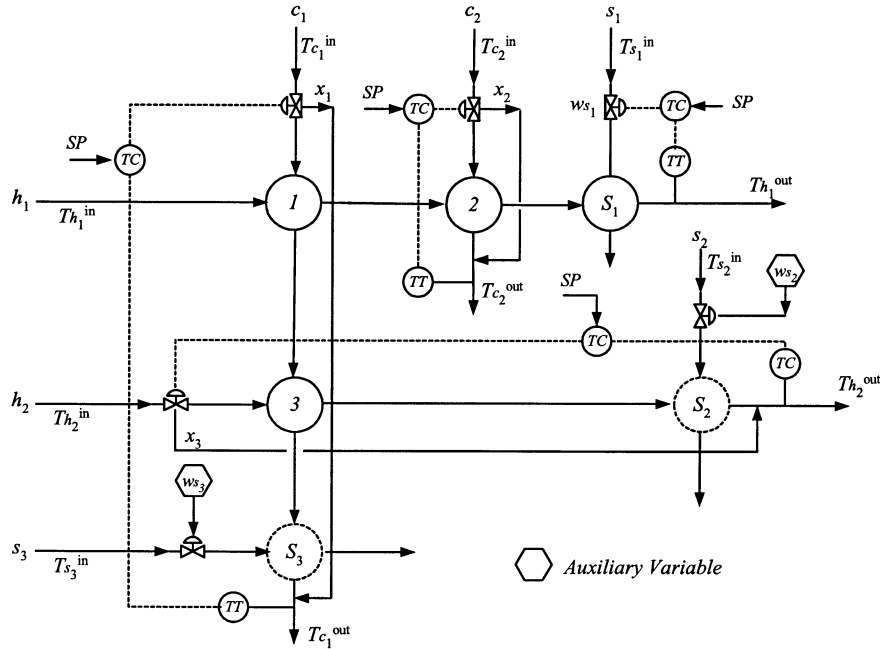 c₁ c₂ s₁
Tc₁ⁱⁿ Tc₂ⁱⁿ Ts₁ⁱⁿ
x₁ SP TC x₂ ws₁ TC SP
SP TC TT
h₁ Th₁ⁱⁿ 1 2 S₁ Th₁ᵒᵘᵗ
s₂
Ts₂ⁱⁿ ws₂
TT Tc₂ᵒᵘᵗ SP
TC
TC
h₂ Th₂ⁱⁿ 3 S₂ Th₂ᵒᵘᵗ
x₃
ws₃
s₃ Ts₃ⁱⁿ S₃ Auxiliary Variable
TT
Tc₁ᵒᵘᵗ